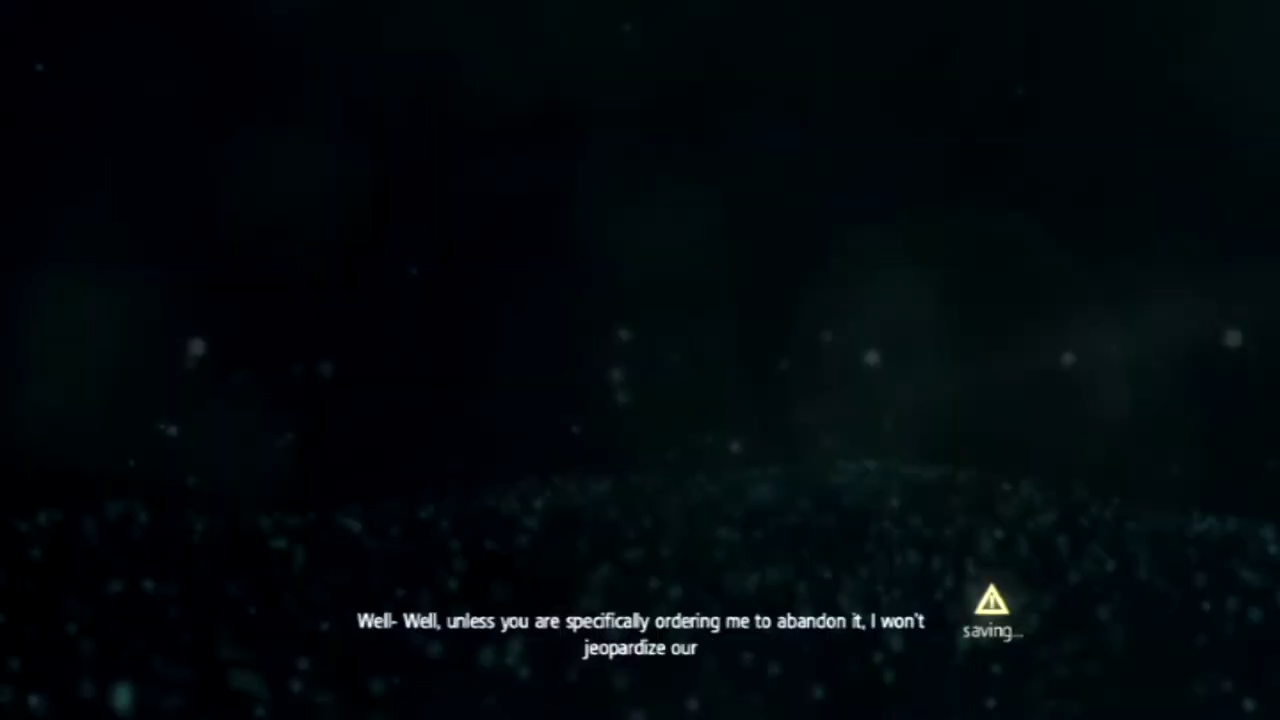 Well- Well, unless you are specifically ordering me to abandon it, I won't
jeopardize our
saving...